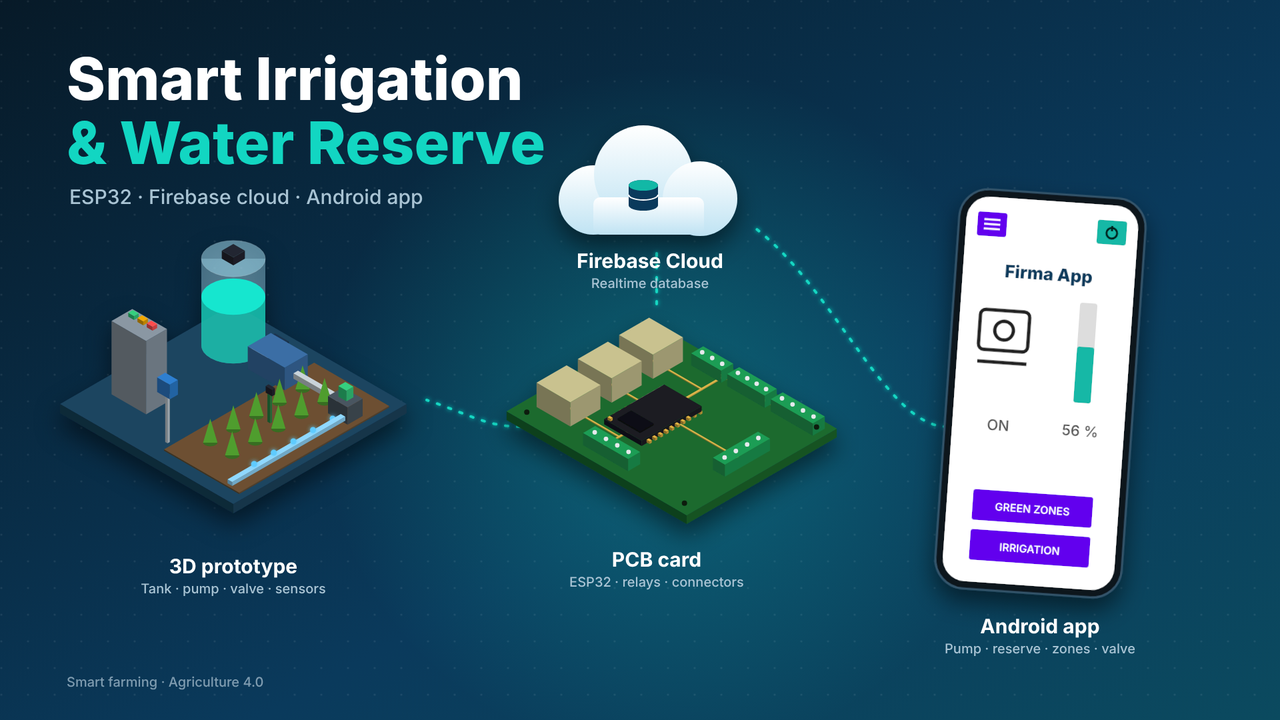 Smart Irrigation
& Water Reserve
ESP32 · Firebase cloud · Android app
Firebase Cloud
Realtime database
Firma App
ON
56 %
GREEN ZONES
IRRIGATION
3D prototype
Tank · pump · valve · sensors
PCB card
ESP32 · relays · connectors
Android app
Pump · reserve · zones · valve
Smart farming · Agriculture 4.0